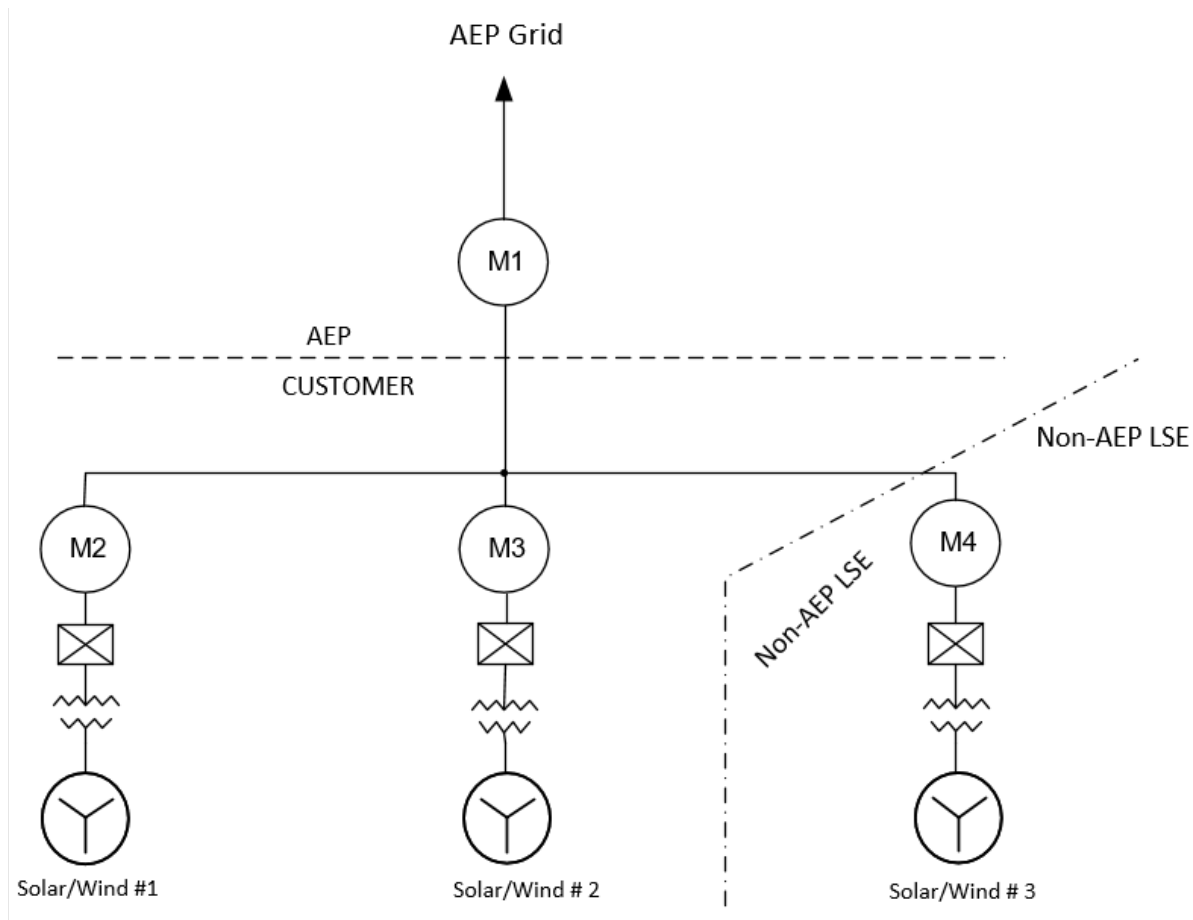 AEP Grid
M1
AEP
CUSTOMER
Non-AEP LSE
M2
M3
M4
Non-AEP LSE
Solar/Wind #1
Solar/Wind # 2
Solar/Wind # 3